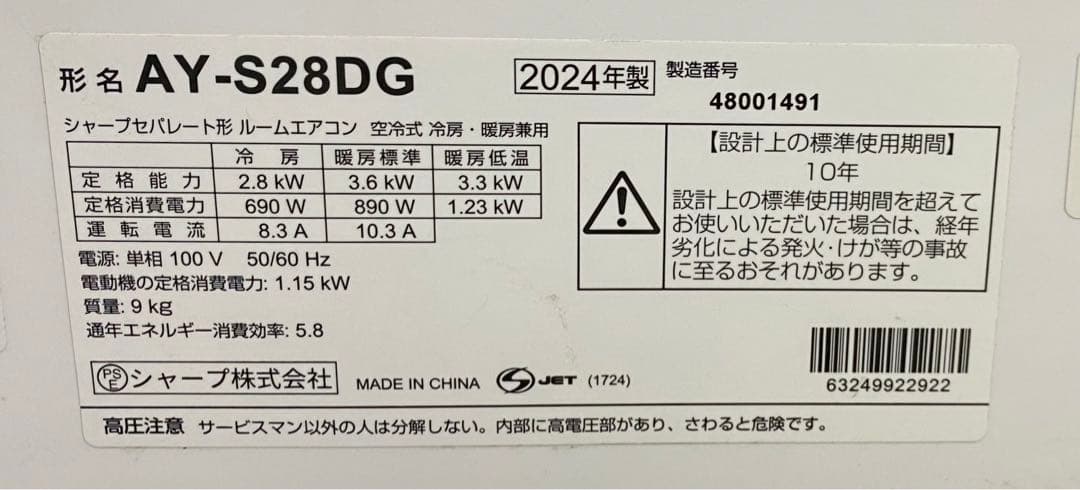 形名 AY-S28DG 2024年製 製造番号
48001491
シャープセパレート形 ルームエアコン 空冷式 冷房・暖房兼用
冷房 暖房標準 暖房低温
定格能力 2.8 kW 3.6 kW 3.3 kW
定格消費電力 690 W 890 W 1.23 kW
運転電流 8.3 A 10.3 A
電源: 単相 100 V 50/60 Hz
電動機の定格消費電力: 1.15 kW
質量: 9 kg
通年エネルギー消費効率: 5.8
【設計上の標準使用期間】
10年
設計上の標準使用期間を超えて
お使いいただいた場合は、経年
劣化による発火・けが等の事故
に至るおそれがあります。
PSE シャープ株式会社 MADE IN CHINA S JET (1724)
63249922922
高圧注意 サービスマン以外の人は分解しない。内部に高電圧部があり、さわると危険です。